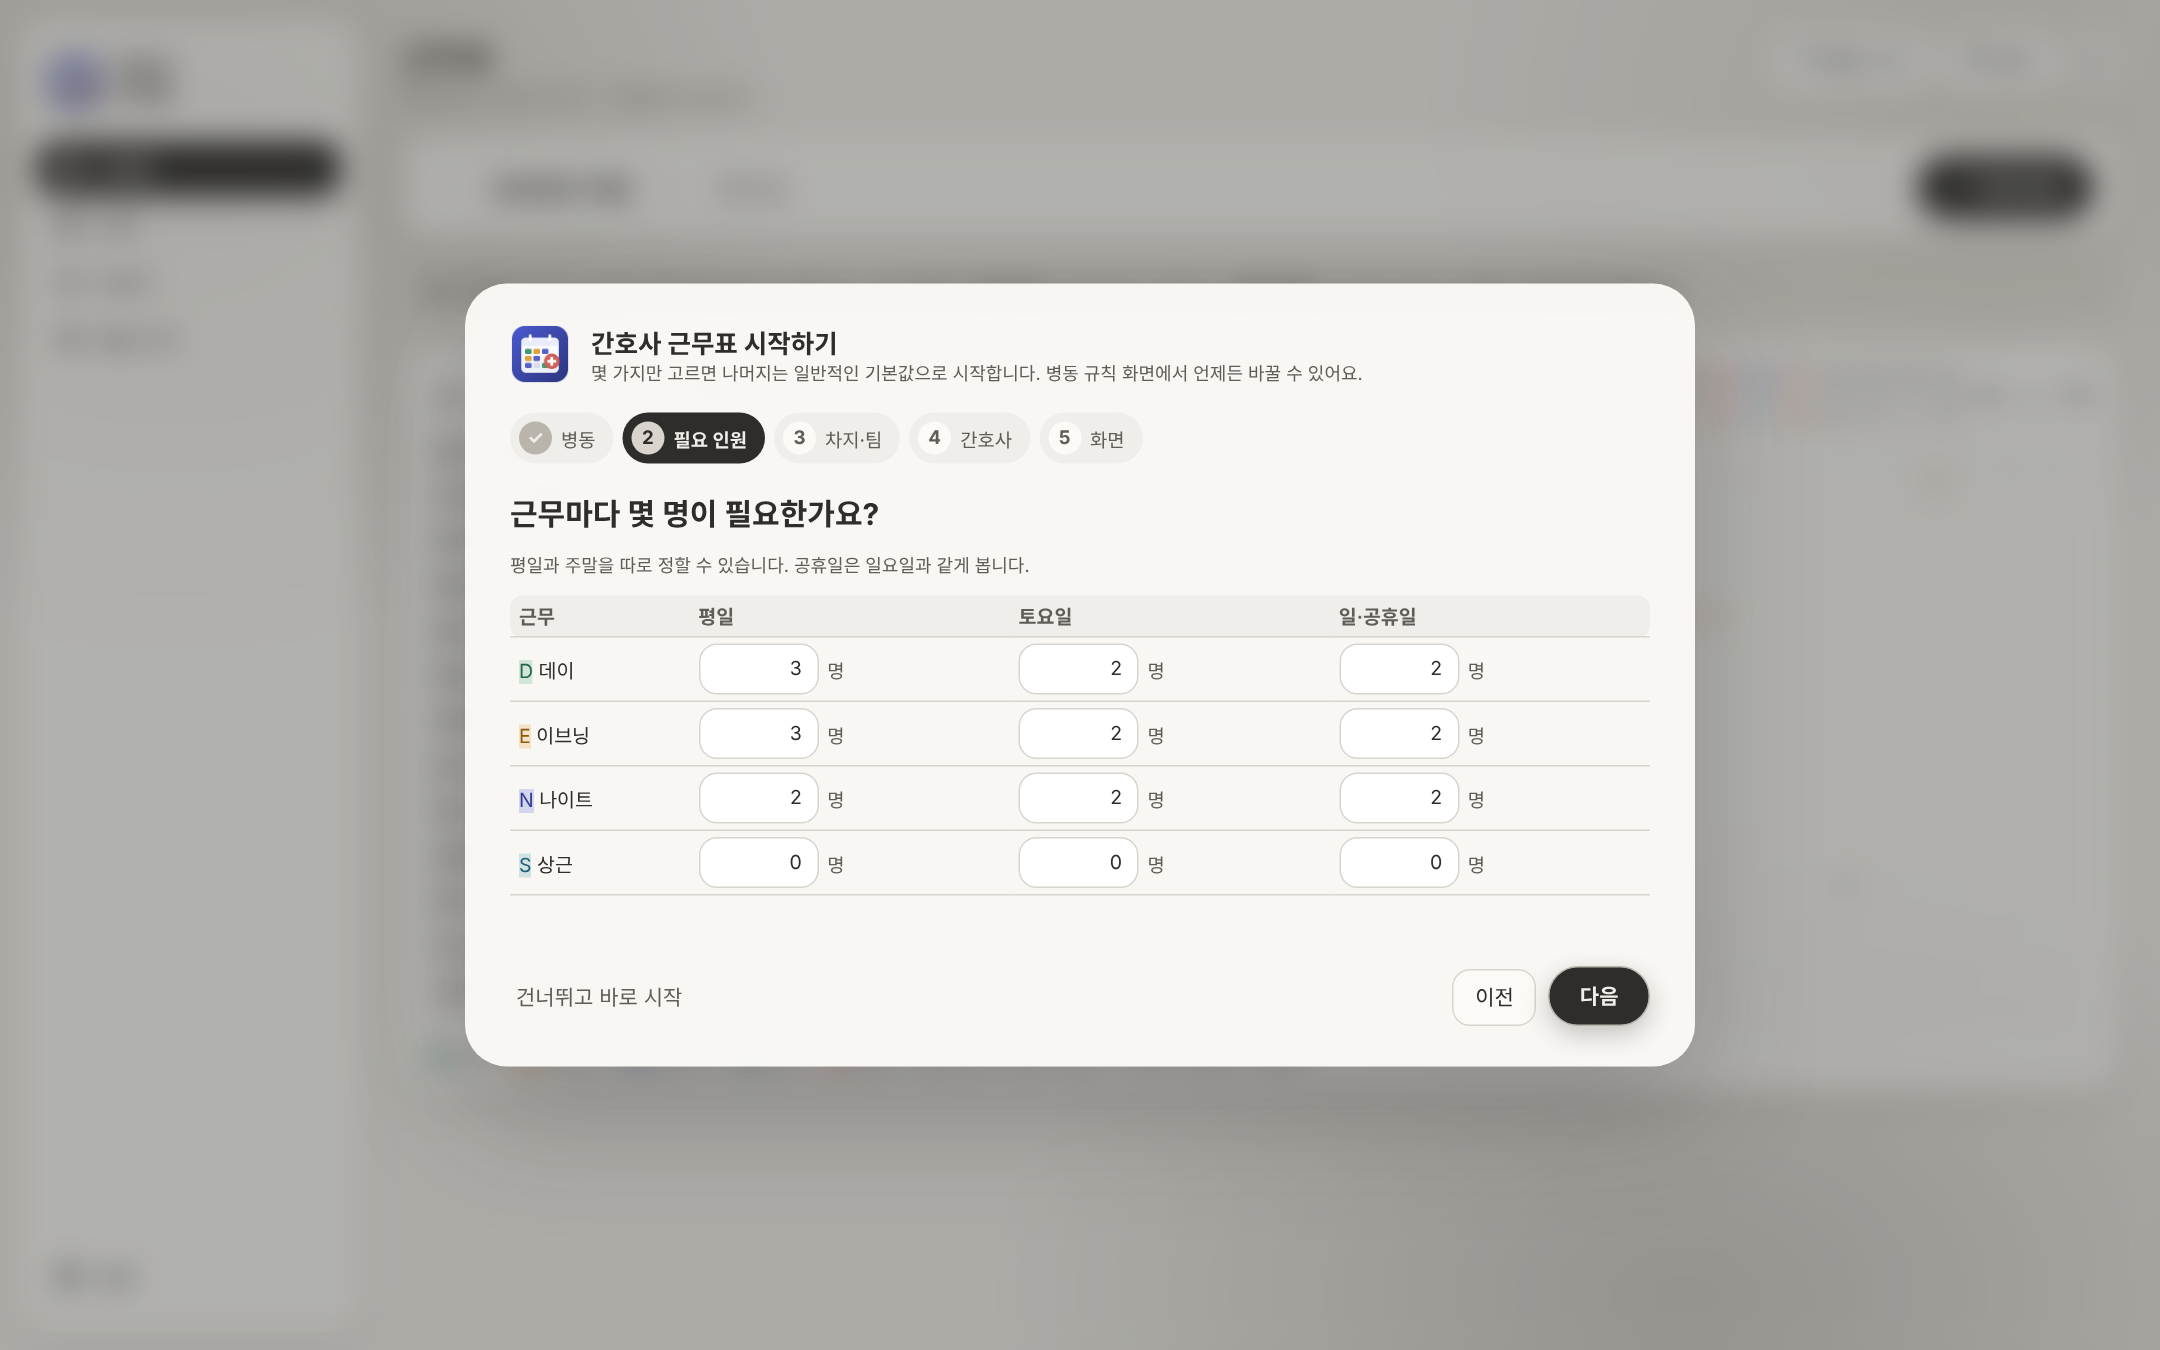 간호사 근무표 시작하기
몇 가지만 고르면 나머지는 일반적인 기본값으로 시작합니다. 병동 규칙 화면에서 언제든 바꿀 수 있어요.
병동 2 필요 인원 3 차지·팀 4 간호사 5 화면
근무마다 몇 명이 필요한가요?
평일과 주말을 따로 정할 수 있습니다. 공휴일은 일요일과 같게 봅니다.
근무 평일 토요일 일·공휴일
D 데이 3 명 2 명 2 명
E 이브닝 3 명 2 명 2 명
N 나이트 2 명 2 명 2 명
S 상근 0 명 0 명 0 명
건너뛰고 바로 시작 이전 다음